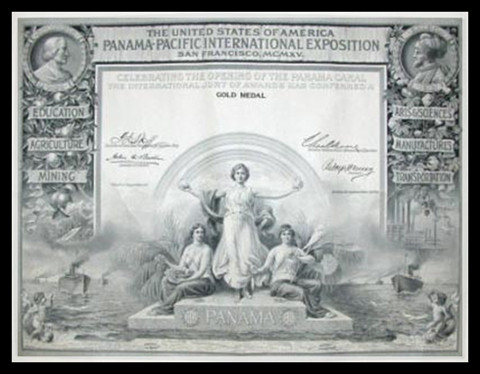 THE UNITED STATES OF AMERICA
PANAMA-PACIFIC INTERNATIONAL EXPOSITION
SAN FRANCISCO, MCMXV.
CELEBRATING THE OPENING OF THE PANAMA CANAL
THE INTERNATIONAL JURY OF AWARDS HAS CONFERRED A
GOLD MEDAL
EDUCATION
AGRICULTURE
MINING
ARTS & SCIENCES
MANUFACTURES
TRANSPORTATION
PANAMA